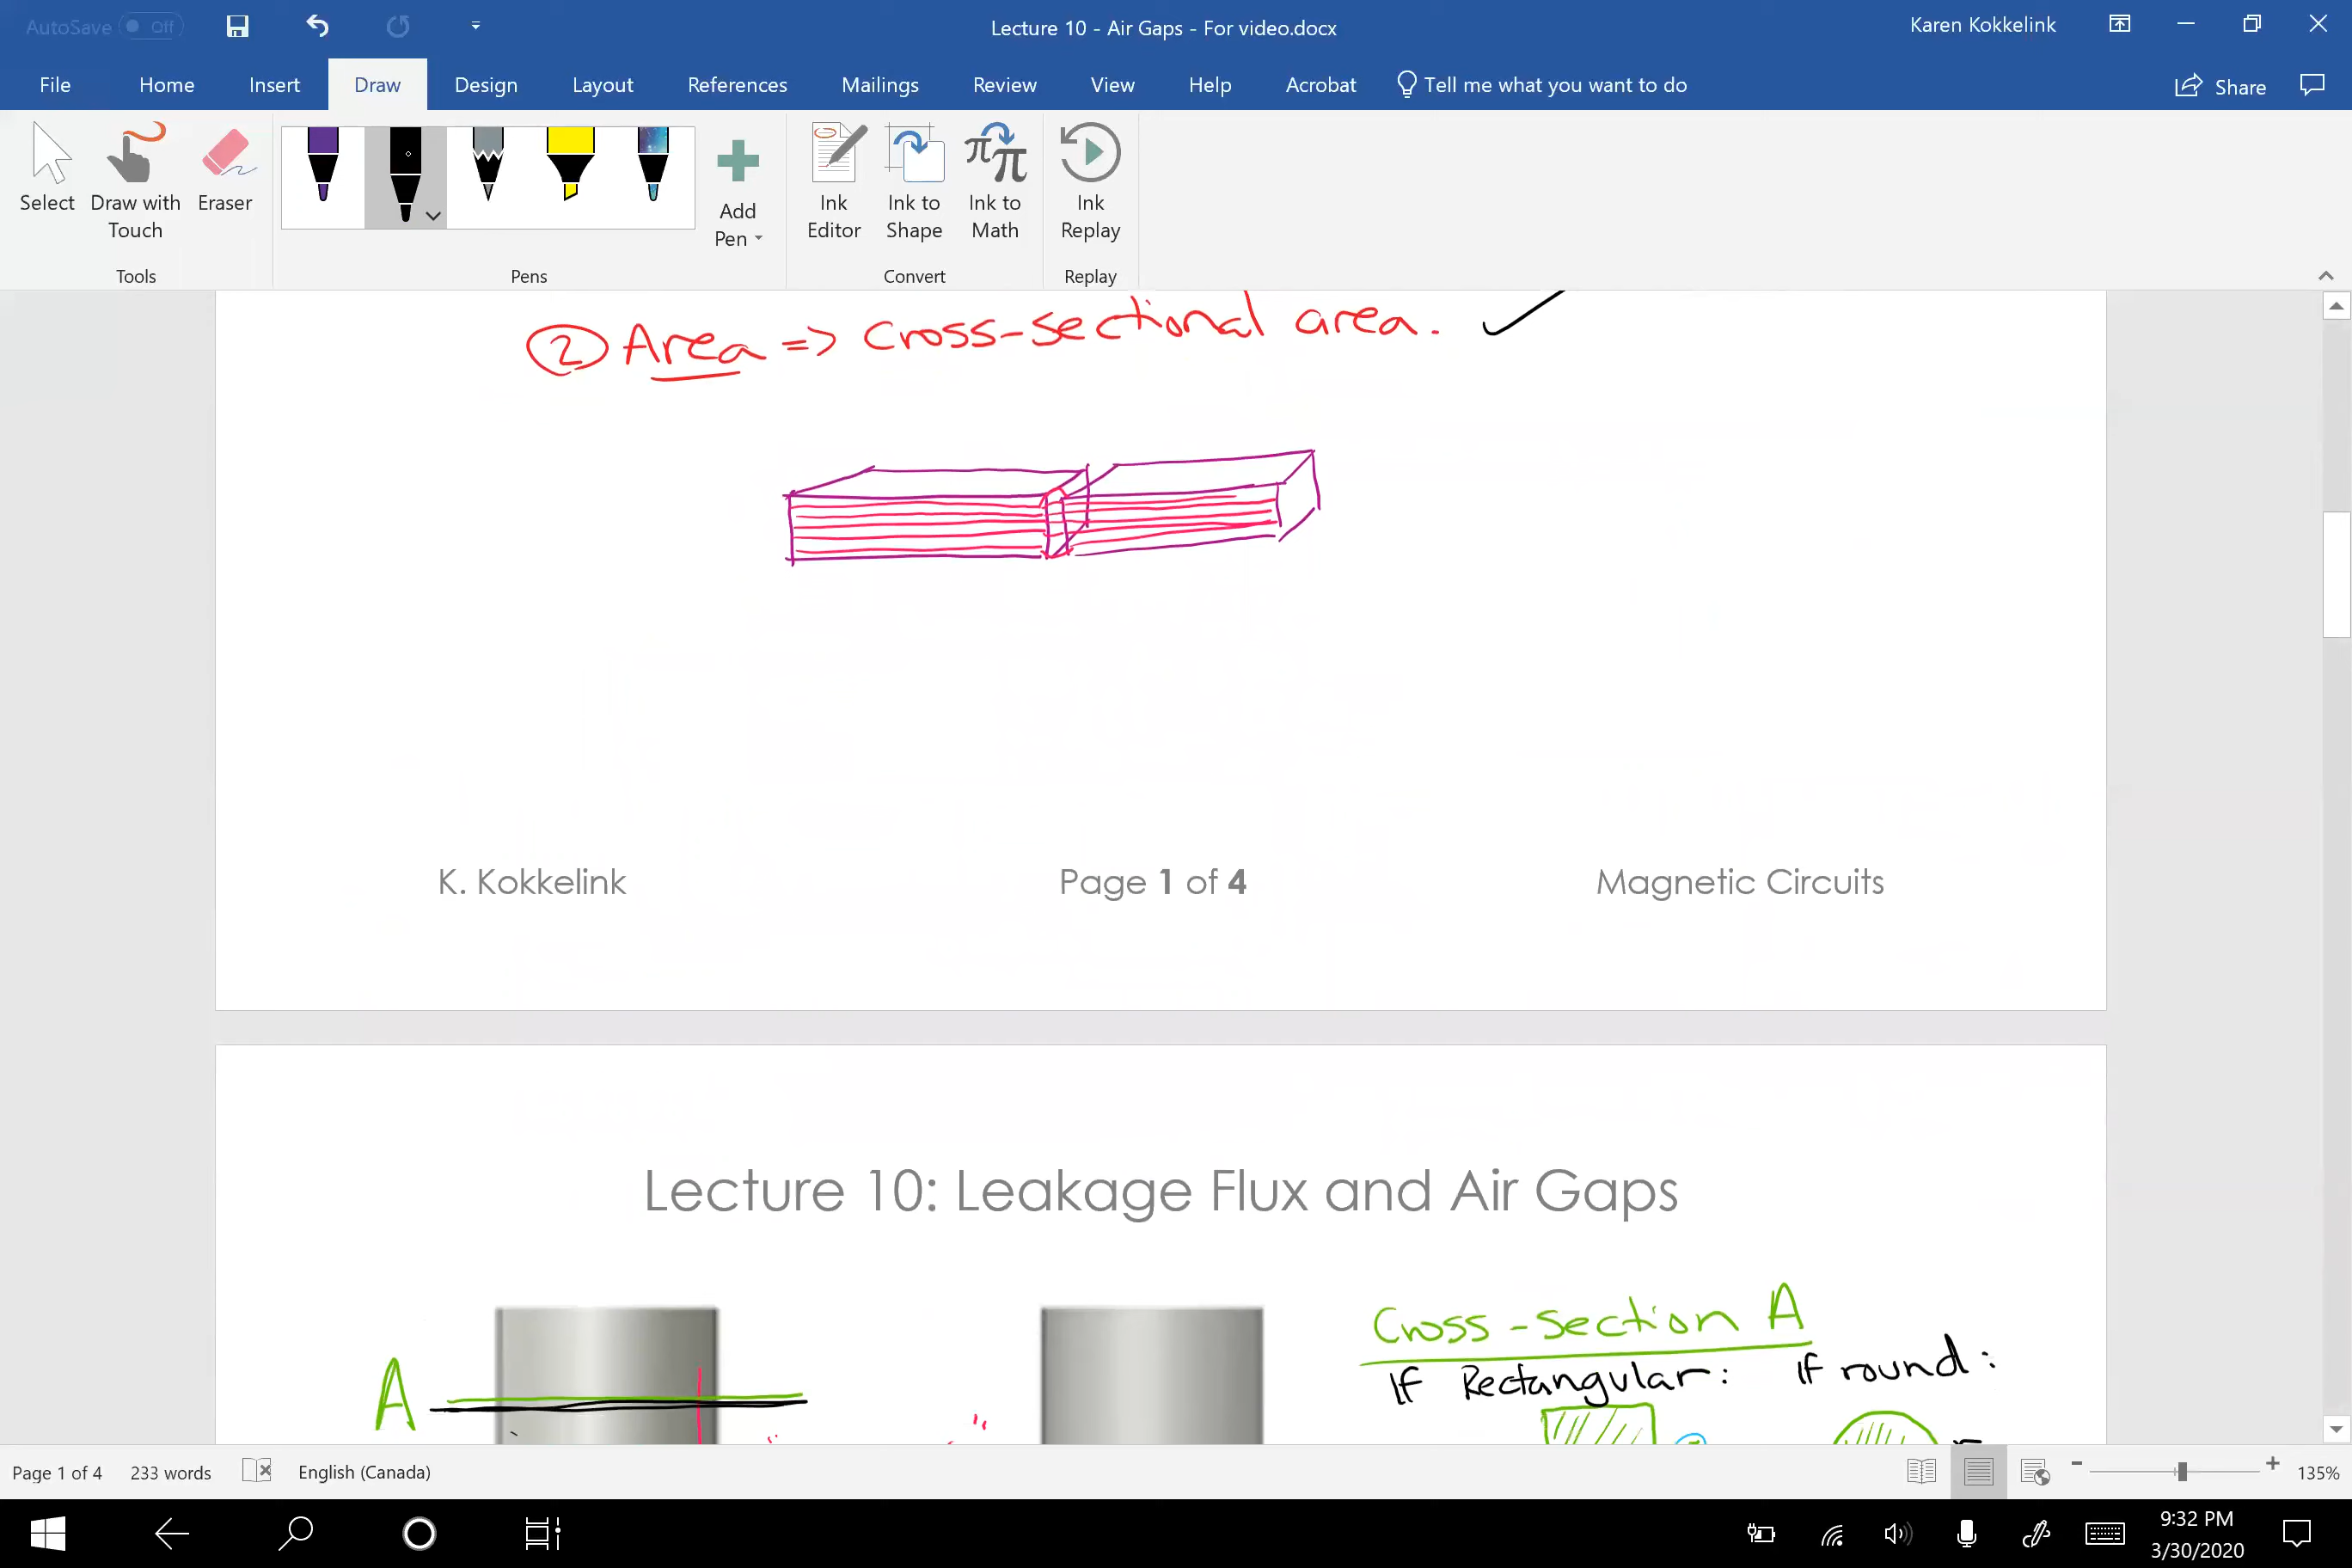 AutoSave Off
Lecture 10 - Air Gaps - For video.docx
Karen Kokkelink
File Home Insert Draw Design Layout References Mailings Review View Help Acrobat Tell me what you want to do Share
Select Draw with Touch Eraser
Add Pen
Ink Editor Ink to Shape Ink to Math Ink Replay
Tools Pens Convert Replay
② Area => Cross-sectional area. ✓
K. Kokkelink Page 1 of 4 Magnetic Circuits
Lecture 10: Leakage Flux and Air Gaps
Cross-section A
If Rectangular: If round:
A
Page 1 of 4 233 words English (Canada) - + 135%
9:32 PM
3/30/2020